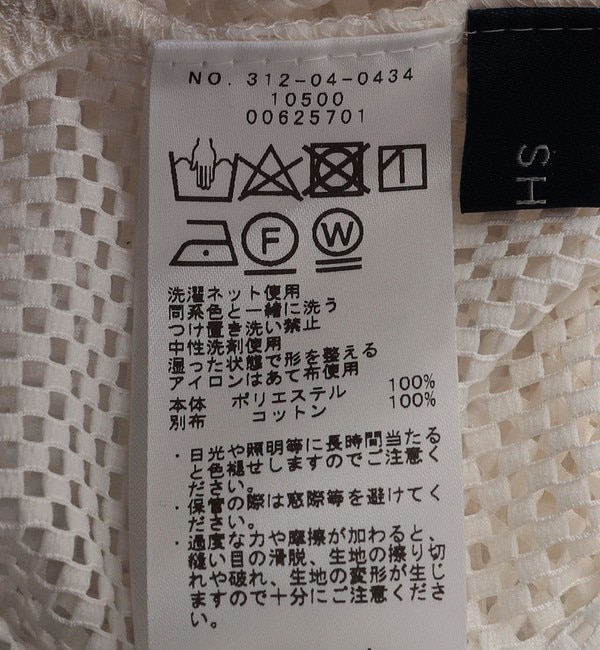 NO. 312-04-0434
10500
00625701
SH
F
W
洗濯ネット使用
同系色と一緒に洗う
つけ置き洗い禁止
中性洗剤使用
湿った状態で形を整える
アイロンはあて布使用
本体 ポリエステル 100%
別布 コットン 100%
・日光や照明等に長時間当たる
と色褪せしますのでご注意く
ださい。
・保管の際は窓際等を避けてく
ださい。
・過度な力や摩擦が加わると、
縫い目の滑脱、生地の擦り切
れや破れ、生地の変形が生じ
ますので十分にご注意くださ
い。